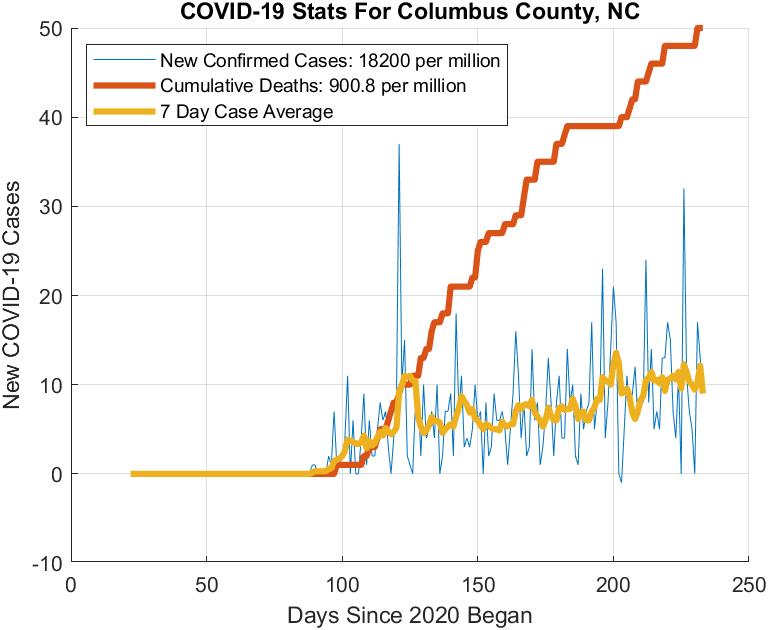 COVID-19 Stats For Columbus County, NC
New Confirmed Cases: 18200 per million
Cumulative Deaths: 900.8 per million
7 Day Case Average
New COVID-19 Cases
50
40
30
20
10
0
-10
0 50 100 150 200 250
Days Since 2020 Began